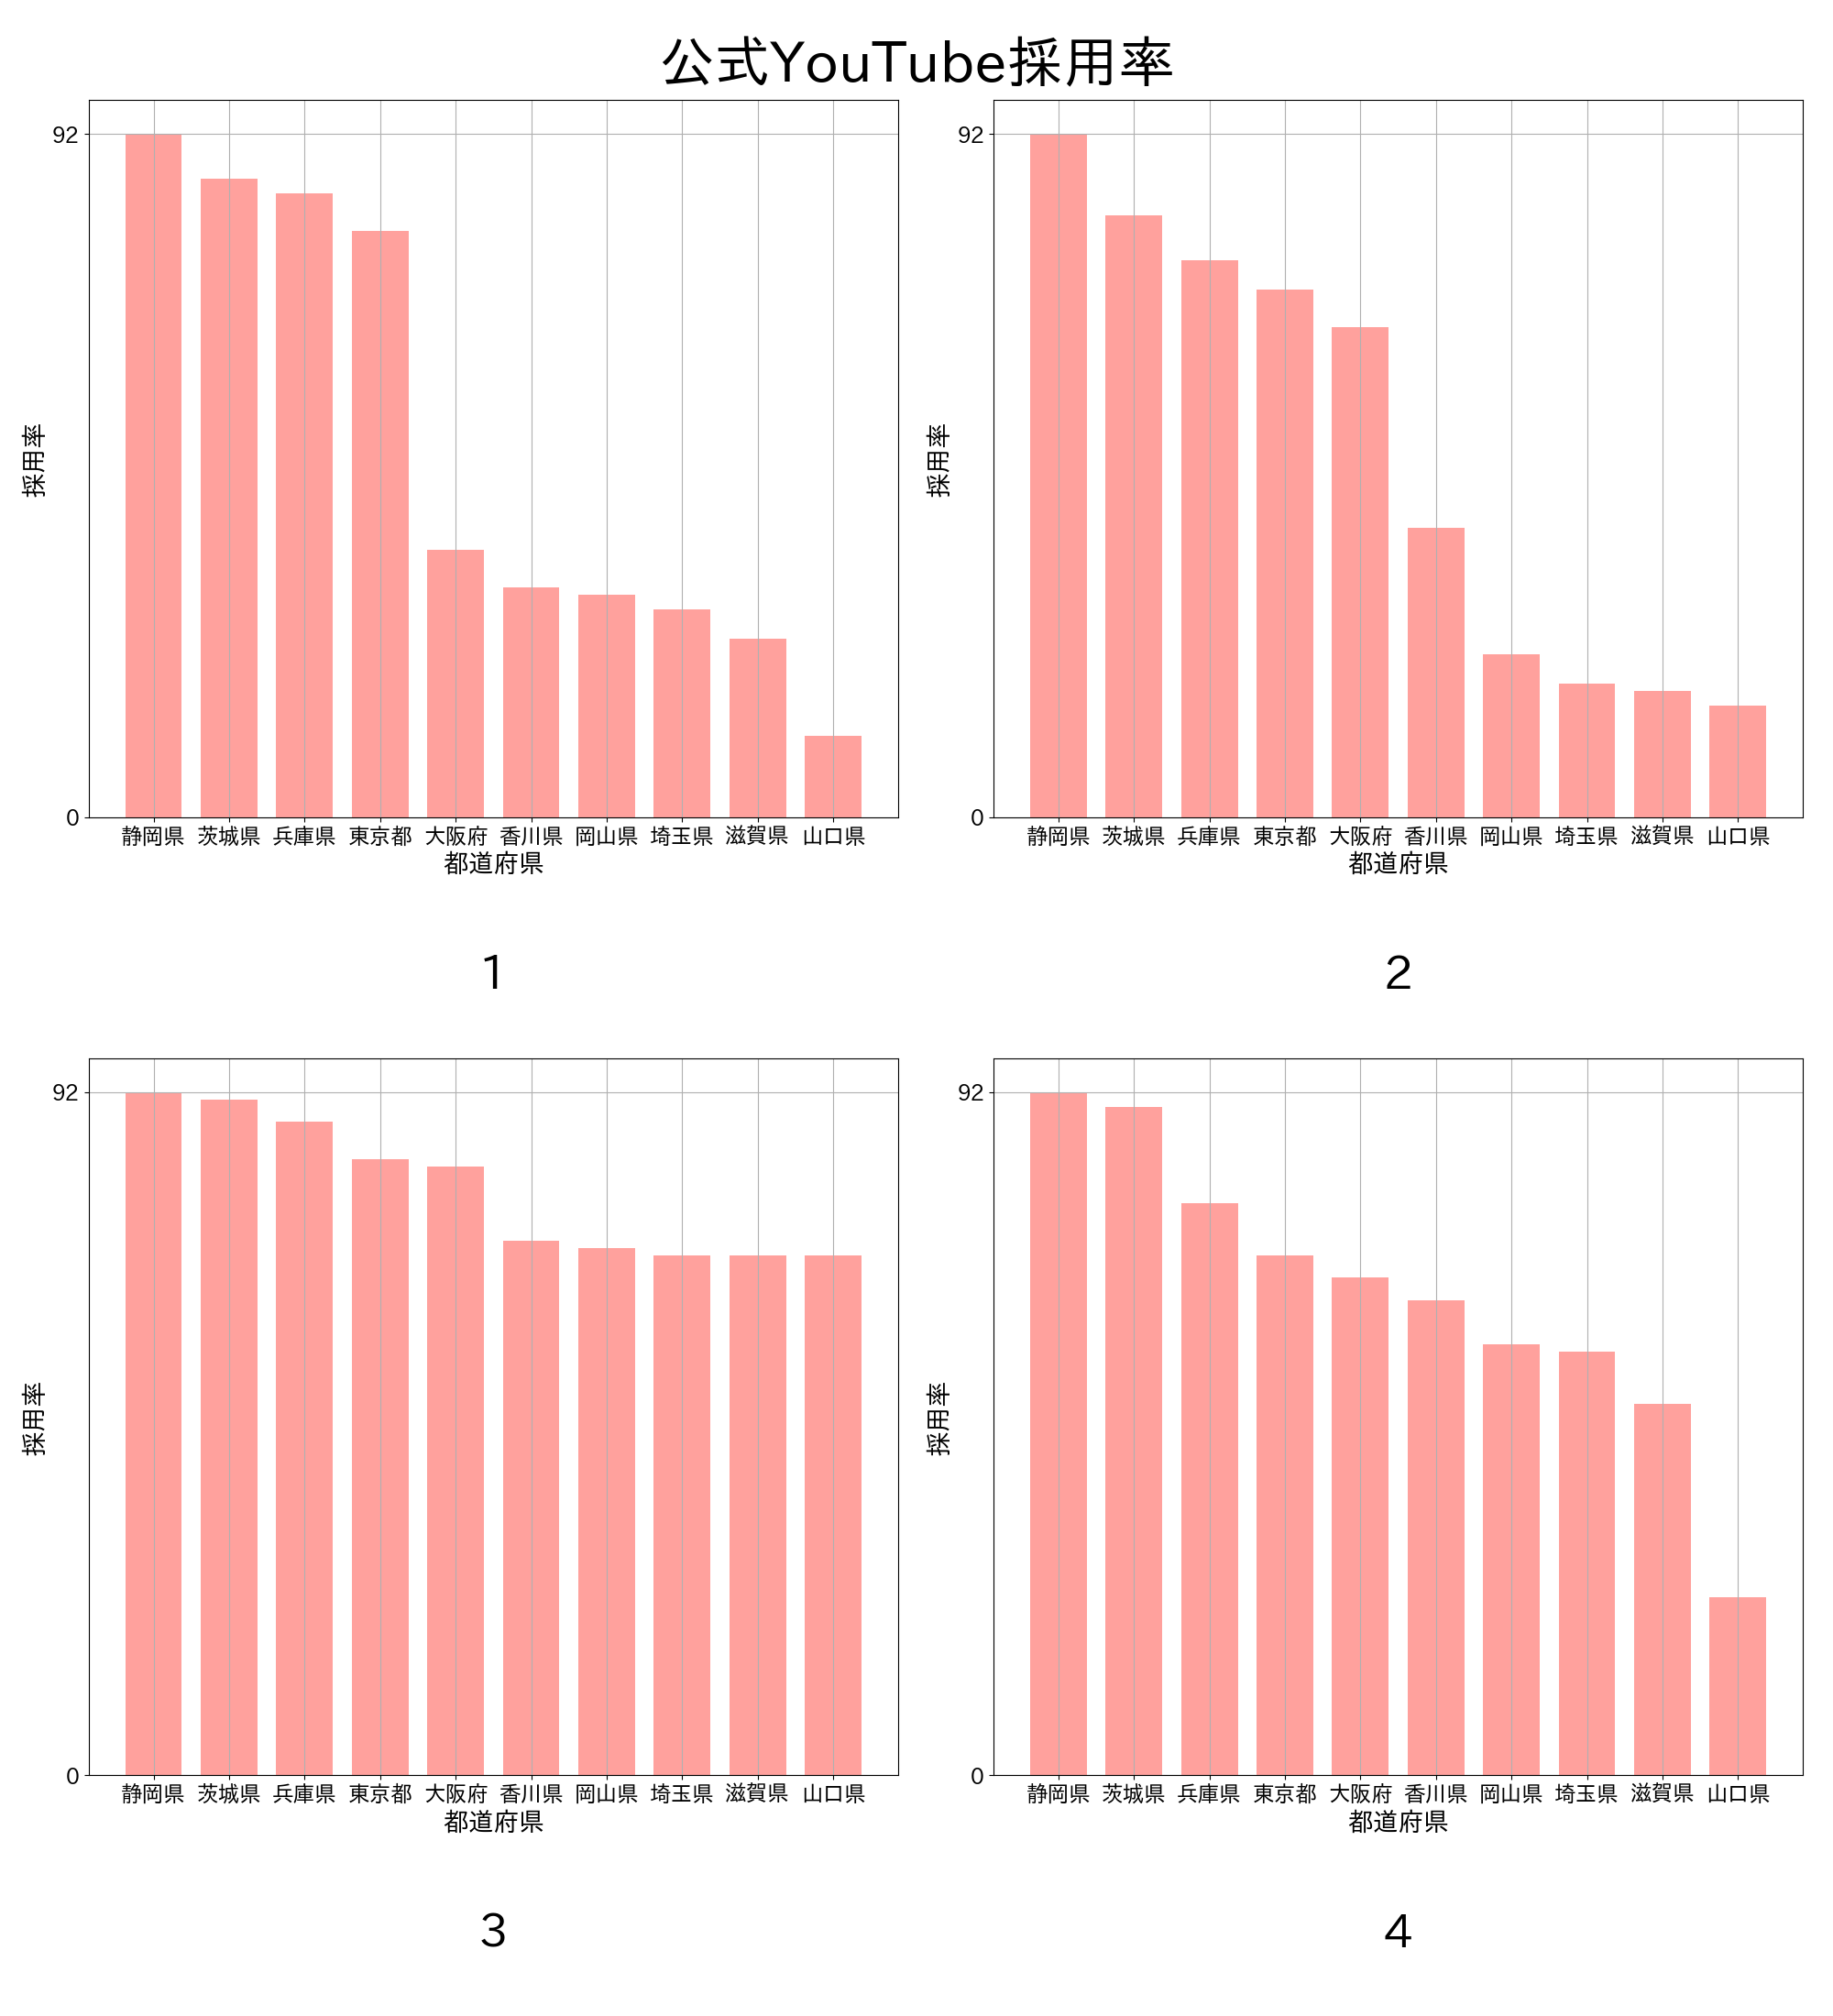 公式YouTube採用率
92
採用率
0
静岡県 茨城県 兵庫県 東京都 大阪府 香川県 岡山県 埼玉県 滋賀県 山口県
都道府県
1
92
採用率
0
静岡県 茨城県 兵庫県 東京都 大阪府 香川県 岡山県 埼玉県 滋賀県 山口県
都道府県
2
92
採用率
0
静岡県 茨城県 兵庫県 東京都 大阪府 香川県 岡山県 埼玉県 滋賀県 山口県
都道府県
3
92
採用率
0
静岡県 茨城県 兵庫県 東京都 大阪府 香川県 岡山県 埼玉県 滋賀県 山口県
都道府県
4